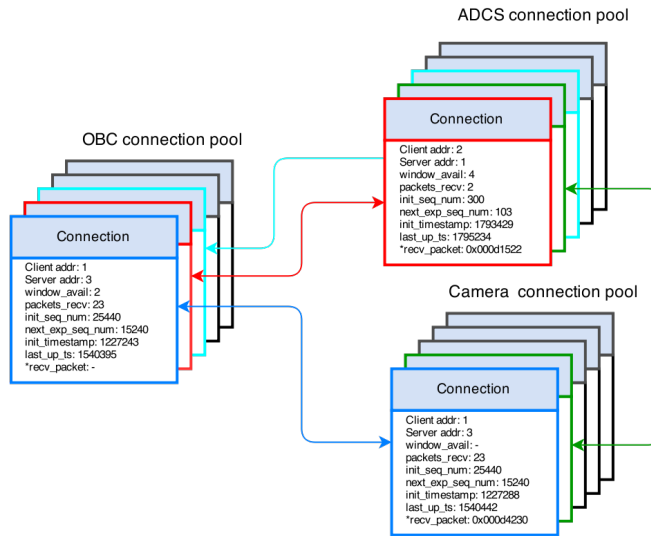 ADCS connection pool
Connection
Client addr: 2
Server addr: 1
window_avail: 4
packets_recv: 2
init_seq_num: 300
next_exp_seq_num: 103
init_timestamp: 1793429
last_up_ts: 1795234
*recv_packet: 0x000d1522
OBC connection pool
Connection
Client addr: 1
Server addr: 3
window_avail: 2
packets_recv: 23
init_seq_num: 25440
next_exp_seq_num: 15240
init_timestamp: 1227243
last_up_ts: 1540395
*recv_packet: -
Camera connection pool
Connection
Client addr: 1
Server addr: 3
window_avail: -
packets_recv: 23
init_seq_num: 25440
next_exp_seq_num: 15240
init_timestamp: 1227288
last_up_ts: 1540442
*recv_packet: 0x000d4230